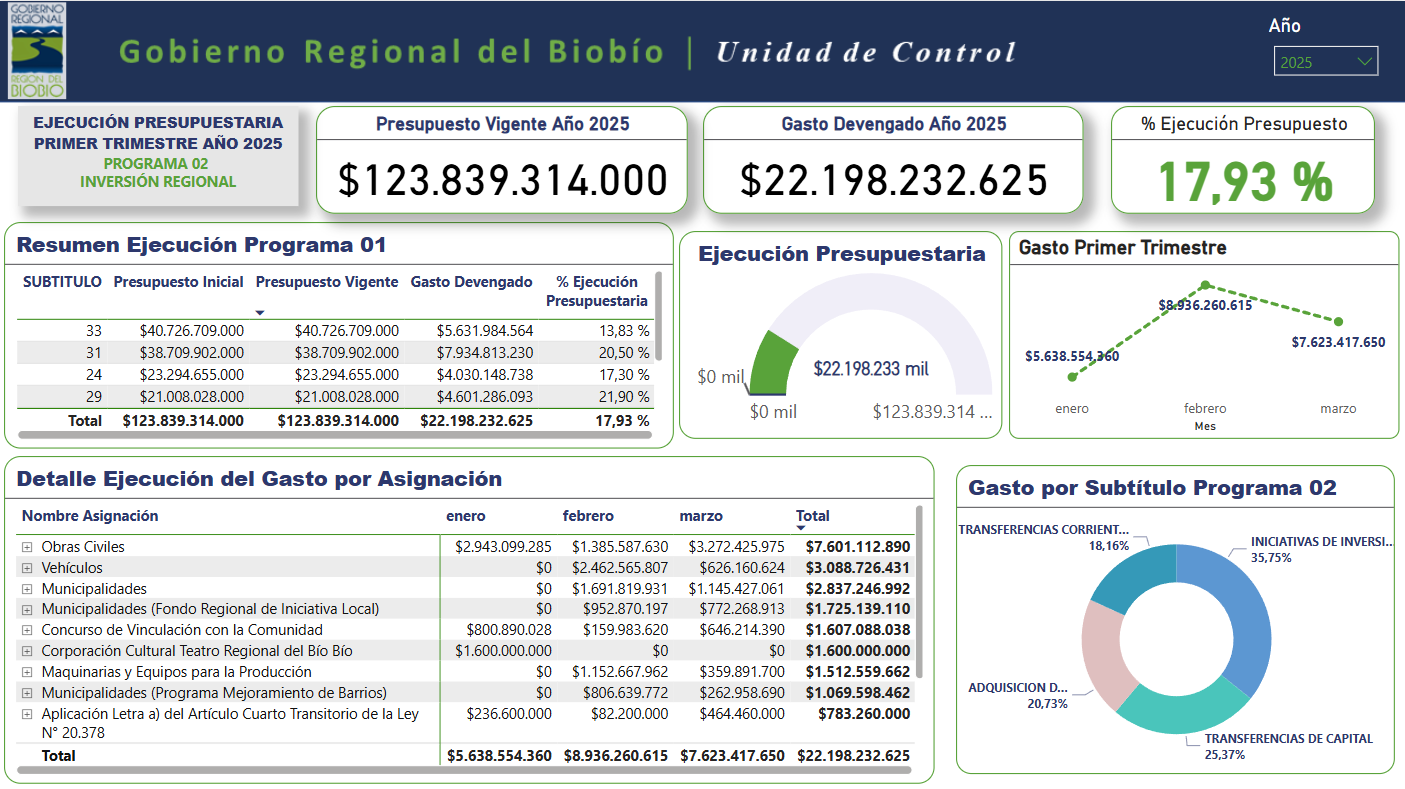 GOBIERNO
REGIONAL
REGION DEL
BIOBIO
Gobierno Regional del Biobío | Unidad de Control
Año
2025
EJECUCIÓN PRESUPUESTARIA
PRIMER TRIMESTRE AÑO 2025
PROGRAMA 02
INVERSIÓN REGIONAL
Presupuesto Vigente Año 2025
$123.839.314.000
Gasto Devengado Año 2025
$22.198.232.625
% Ejecución Presupuesto
17,93 %
Resumen Ejecución Programa 01
SUBTITULO Presupuesto Inicial Presupuesto Vigente Gasto Devengado % Ejecución
Presupuestaria
33 $40.726.709.000 $40.726.709.000 $5.631.984.564 13,83 %
31 $38.709.902.000 $38.709.902.000 $7.934.813.230 20,50 %
24 $23.294.655.000 $23.294.655.000 $4.030.148.738 17,30 %
29 $21.008.028.000 $21.008.028.000 $4.601.286.093 21,90 %
Total $123.839.314.000 $123.839.314.000 $22.198.232.625 17,93 %
Ejecución Presupuestaria
$0 mil
$22.198.233 mil
$0 mil
$123.839.314 ...
Gasto Primer Trimestre
$5.638.554.360
$8.936.260.615
$7.623.417.650
enero febrero marzo
Mes
Detalle Ejecución del Gasto por Asignación
Nombre Asignación enero febrero marzo Total
Obras Civiles $2.943.099.285 $1.385.587.630 $3.272.425.975 $7.601.112.890
Vehículos $0 $2.462.565.807 $626.160.624 $3.088.726.431
Municipalidades $0 $1.691.819.931 $1.145.427.061 $2.837.246.992
Municipalidades (Fondo Regional de Iniciativa Local) $0 $952.870.197 $772.268.913 $1.725.139.110
Concurso de Vinculación con la Comunidad $800.890.028 $159.983.620 $646.214.390 $1.607.088.038
Corporación Cultural Teatro Regional del Bío Bío $1.600.000.000 $0 $0 $1.600.000.000
Maquinarias y Equipos para la Producción $0 $1.152.667.962 $359.891.700 $1.512.559.662
Municipalidades (Programa Mejoramiento de Barrios) $0 $806.639.772 $262.958.690 $1.069.598.462
Aplicación Letra a) del Artículo Cuarto Transitorio de la Ley $236.600.000 $82.200.000 $464.460.000 $783.260.000
N° 20.378
Total $5.638.554.360 $8.936.260.615 $7.623.417.650 $22.198.232.625
Gasto por Subtítulo Programa 02
TRANSFERENCIAS CORRIENT...
18,16%
INICIATIVAS DE INVERSI...
35,75%
ADQUISICION D...
20,73%
TRANSFERENCIAS DE CAPITAL
25,37%